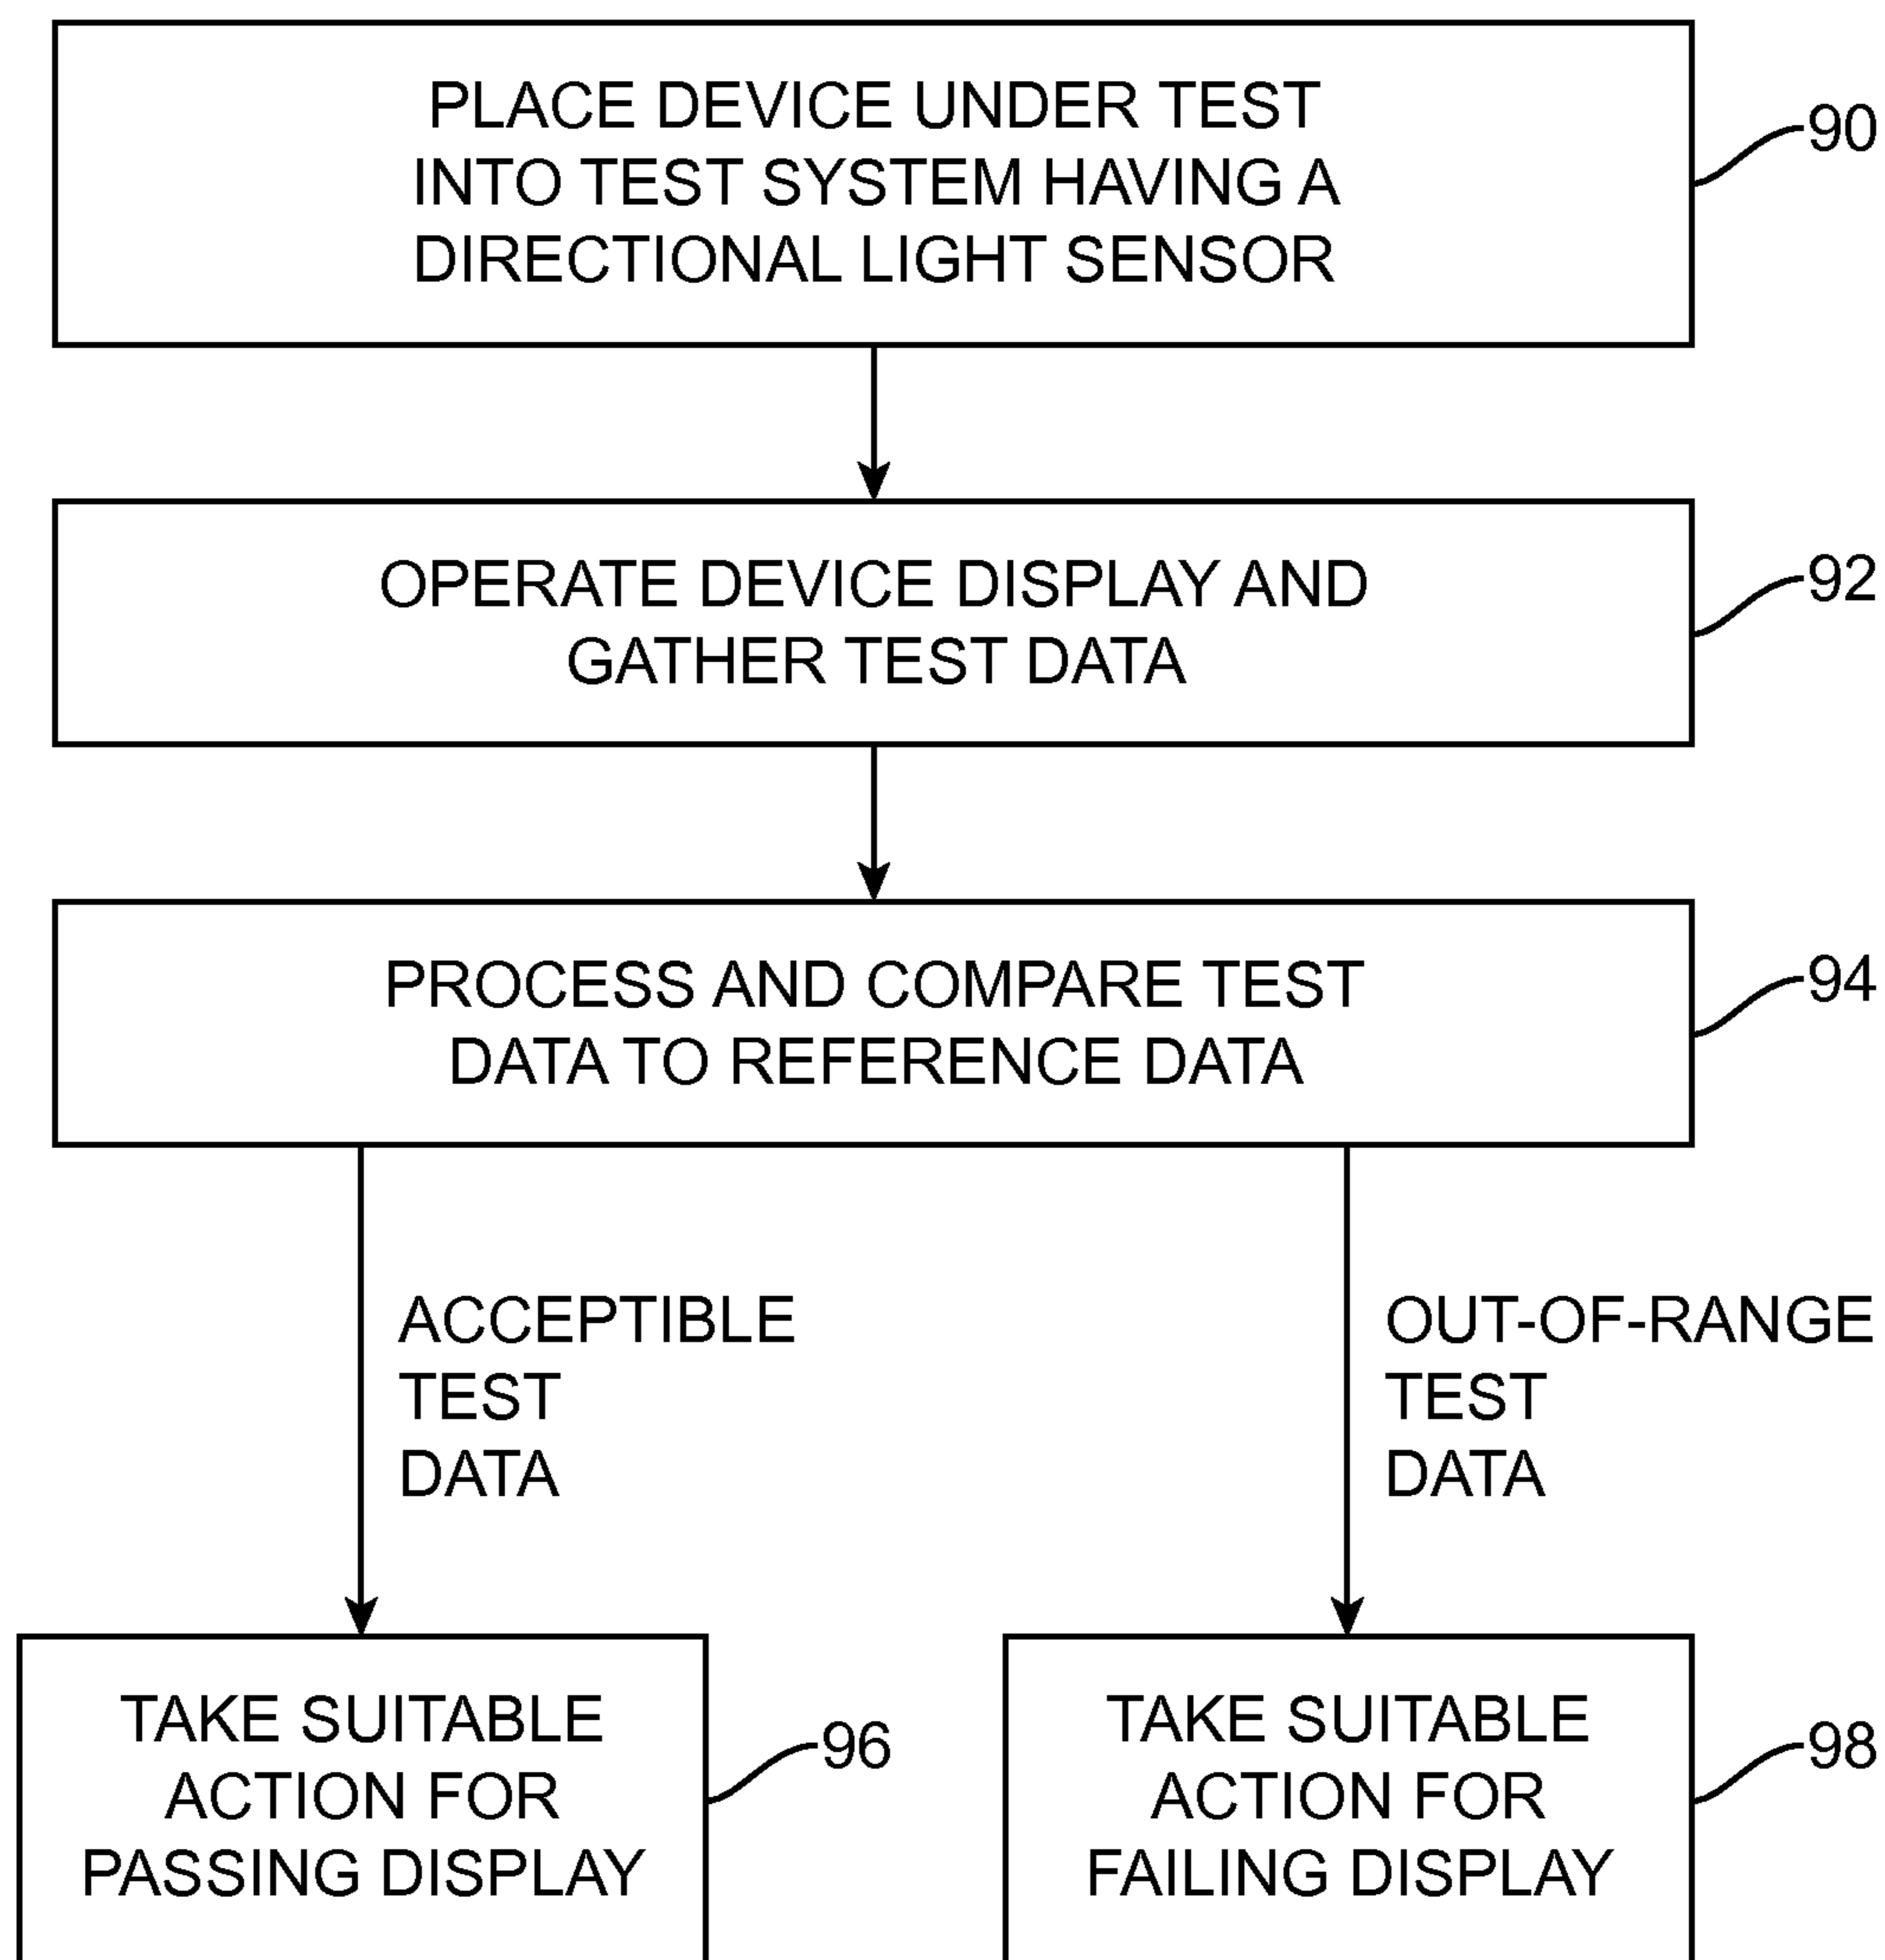 PLACE DEVICE UNDER TEST
INTO TEST SYSTEM HAVING A
DIRECTIONAL LIGHT SENSOR
90
OPERATE DEVICE DISPLAY AND
GATHER TEST DATA
92
PROCESS AND COMPARE TEST
DATA TO REFERENCE DATA
94
ACCEPTIBLE
TEST
DATA
OUT-OF-RANGE
TEST
DATA
TAKE SUITABLE
ACTION FOR
PASSING DISPLAY
96
TAKE SUITABLE
ACTION FOR
FAILING DISPLAY
98